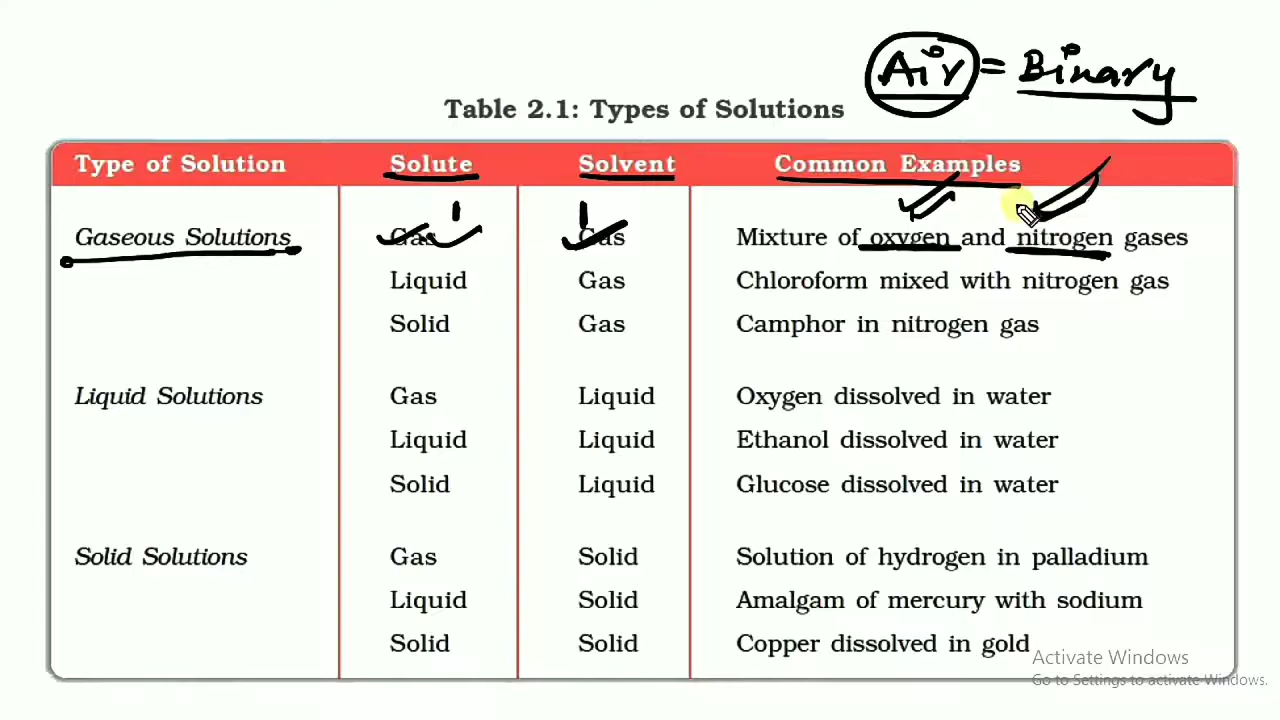 Air = Binary
Table 2.1: Types of Solutions
Type of Solution Solute Solvent Common Examples
Gaseous Solutions Gas Gas Mixture of oxygen and nitrogen gases
Liquid Gas Chloroform mixed with nitrogen gas
Solid Gas Camphor in nitrogen gas
Liquid Solutions Gas Liquid Oxygen dissolved in water
Liquid Liquid Ethanol dissolved in water
Solid Liquid Glucose dissolved in water
Solid Solutions Gas Solid Solution of hydrogen in palladium
Liquid Solid Amalgam of mercury with sodium
Solid Solid Copper dissolved in gold
Activate Windows
Go to Settings to activate Windows.